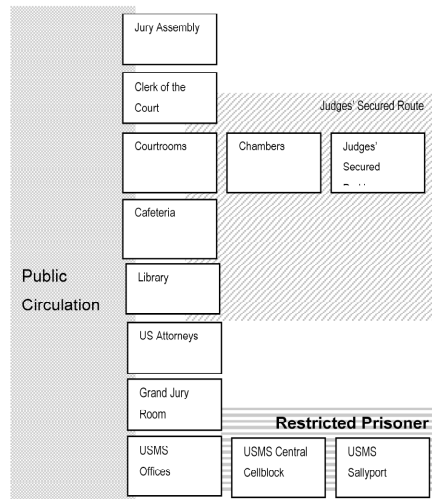 Jury Assembly
Clerk of the
Court
Judges' Secured Route
Courtrooms
Chambers
Judges'
Secured
Cafeteria
Public
Circulation
Library
US Attorneys
Grand Jury
Room
Restricted Prisoner
USMS
Offices
USMS Central
Cellblock
USMS
Sallyport